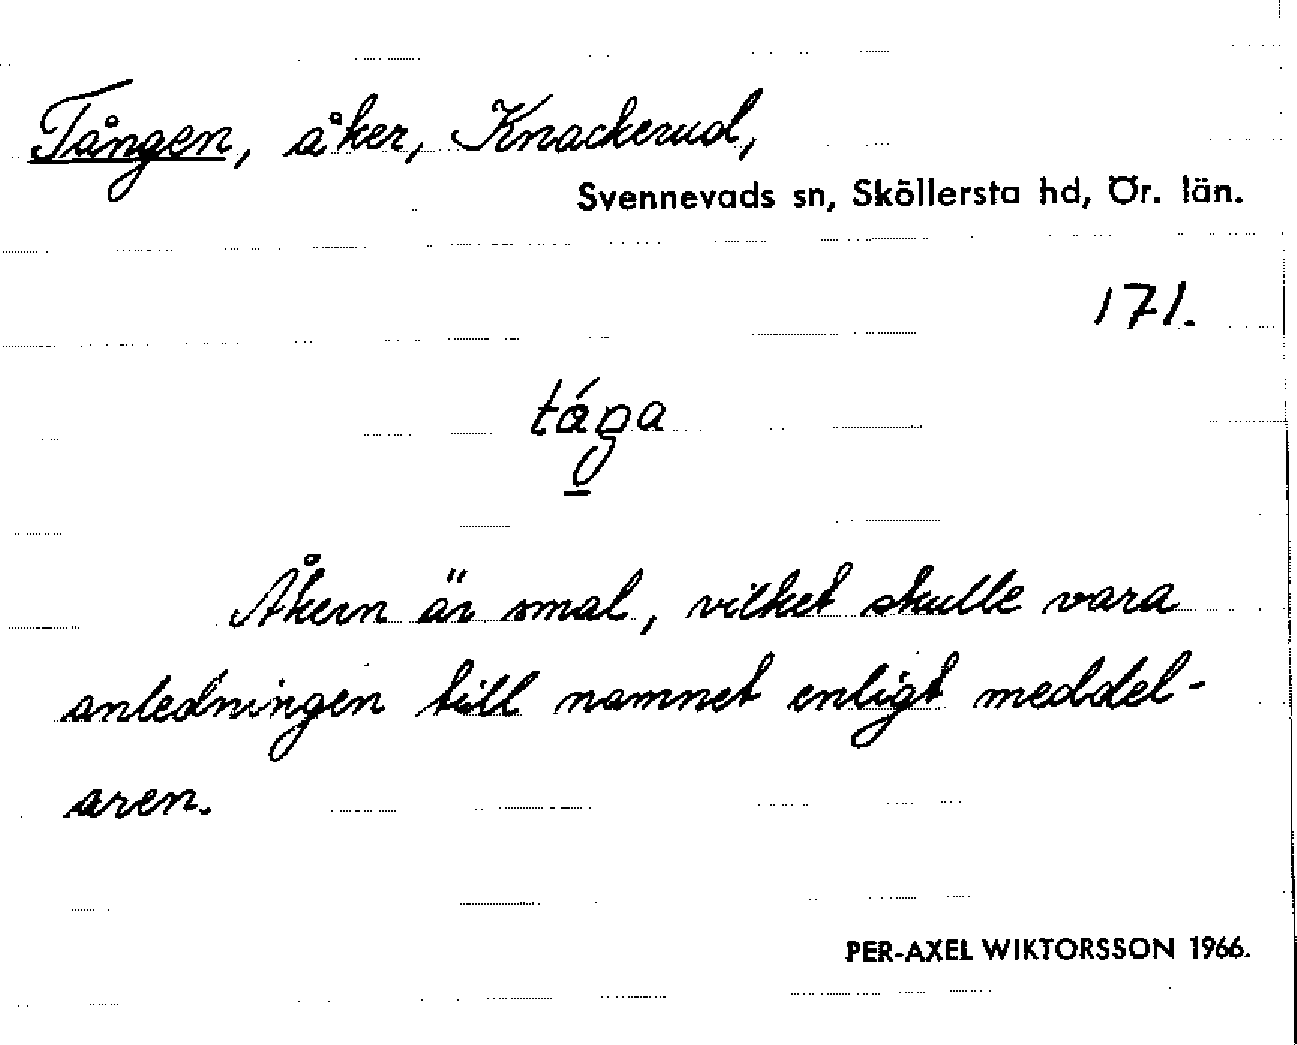 Tången, åker, Knackerud,
Svennevads sn, Sköllersta hd, Ör. län.
171.
Åkern är smal, vilket skulle vara
anledningen till namnet enligt meddel-
aren.
PER-AXEL WIKTORSSON 1966.